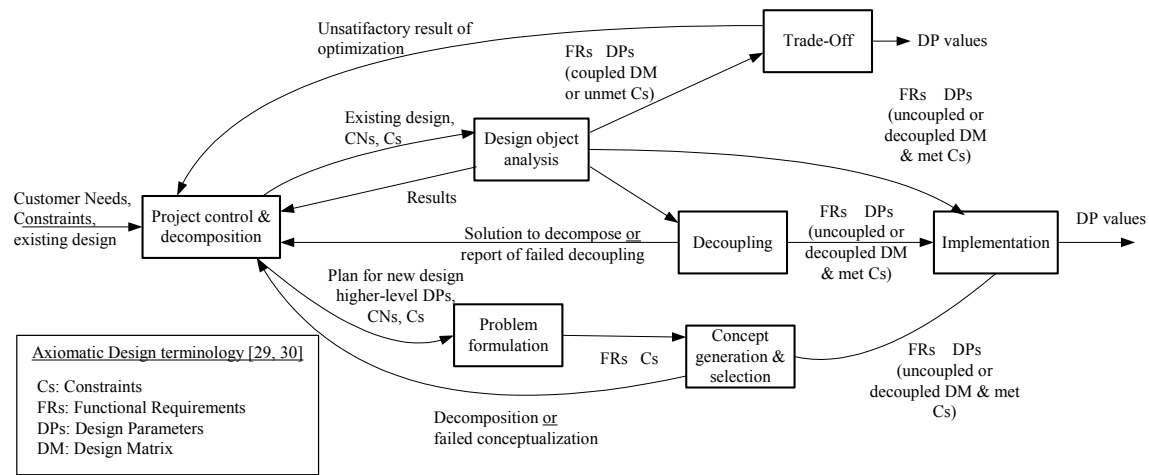 Unsatifactory result of
optimization
Trade-Off
DP values
FRs DPs
(coupled DM
or unmet Cs)
FRs DPs
(uncoupled or
decoupled DM
& met Cs)
Existing design,
CNs, Cs
Design object
analysis
Customer Needs,
Constraints,
existing design
Project control &
decomposition
Results
Solution to decompose or
report of failed decoupling
Decoupling
FRs DPs
(uncoupled or
decoupled DM
& met Cs)
Implementation
DP values
Plan for new design
higher-level DPs,
CNs, Cs
Problem
formulation
FRs Cs
Concept
generation &
selection
FRs DPs
(uncoupled or
decoupled DM & met
Cs)
Decomposition or
failed conceptualization
Axiomatic Design terminology [29, 30]
Cs: Constraints
FRs: Functional Requirements
DPs: Design Parameters
DM: Design Matrix